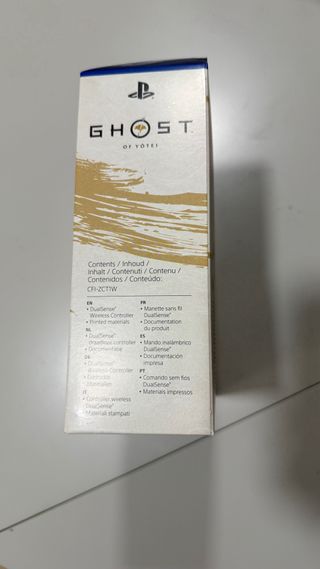 GHOST
OF YŌTEI
Contents / Inhoud /
Inhalt / Contenuti / Contenu /
Contenidos / Conteúdo:
CFI-ZCT1W
EN
• DualSense®
Wireless Controller
• Printed materials
NL
• DualSense®
draadloze controller
• Documentatie
DE
• DualSense®
Wireless-Controller
• Gedruckte
Materialien
IT
• Controller wireless
DualSense®
• Materiali stampati
FR
• Manette sans fil
DualSense®
• Documentation
du produit
ES
• Mando inalámbrico
DualSense®
• Documentación
impresa
PT
• Comando sem fios
DualSense®
• Materiais impressos